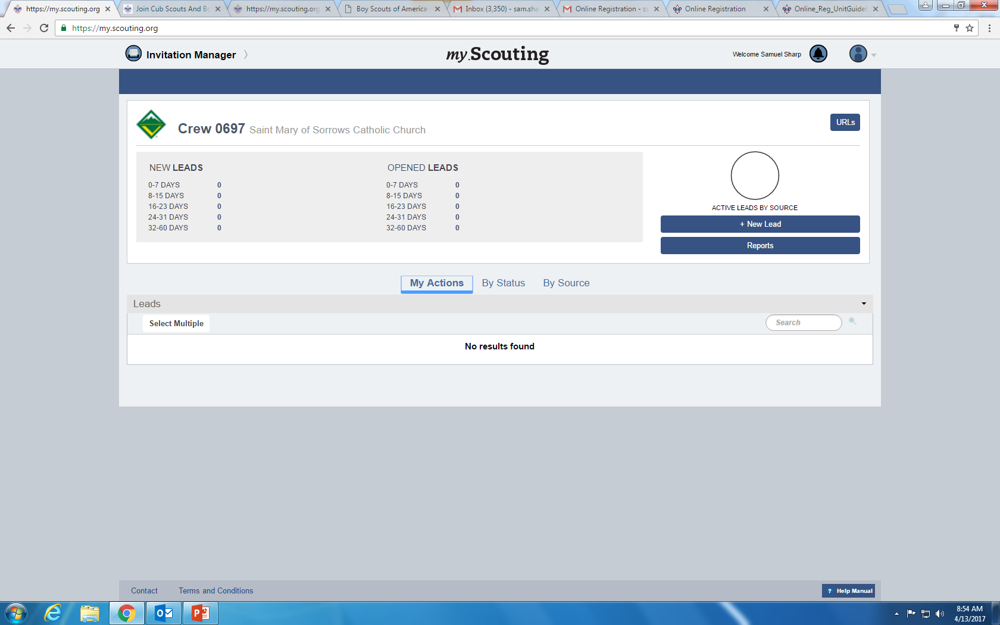 https://my.scouting.org
Join Cub Scouts And Bo
https://my.scouting.org
Boy Scouts of America
Inbox (3,350) - sam.sha
Online Registration - ss
Online Registration
Online_Reg_UnitGuideb
https://my.scouting.org
Invitation Manager
my.Scouting
Welcome Samuel Sharp
Crew 0697 Saint Mary of Sorrows Catholic Church
URLs
NEW LEADS
0-7 DAYS 0
8-15 DAYS 0
16-23 DAYS 0
24-31 DAYS 0
32-60 DAYS 0
OPENED LEADS
0-7 DAYS 0
8-15 DAYS 0
16-23 DAYS 0
24-31 DAYS 0
32-60 DAYS 0
ACTIVE LEADS BY SOURCE
+ New Lead
Reports
My Actions By Status By Source
Leads
Select Multiple
Search
No results found
Contact Terms and Conditions
? Help Manual
8:54 AM
4/13/2017